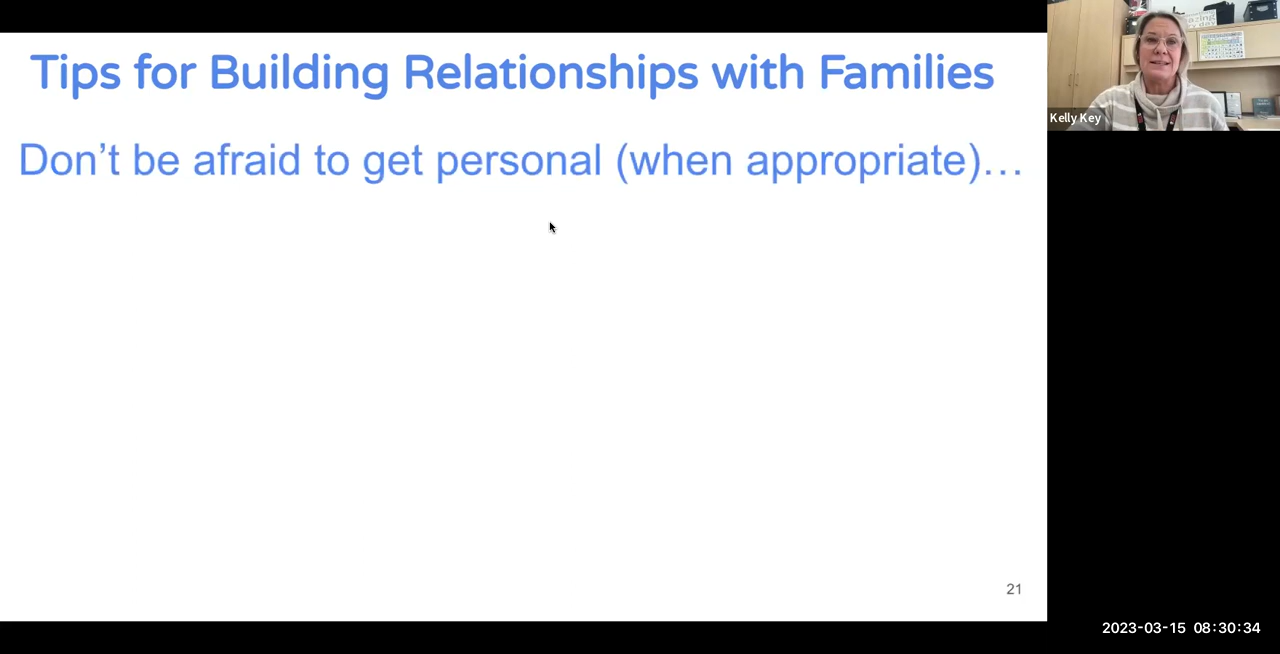 Tips for Building Relationships with Families
Don’t be afraid to get personal (when appropriate)…
21
Kelly Key
2023-03-15 08:30:34